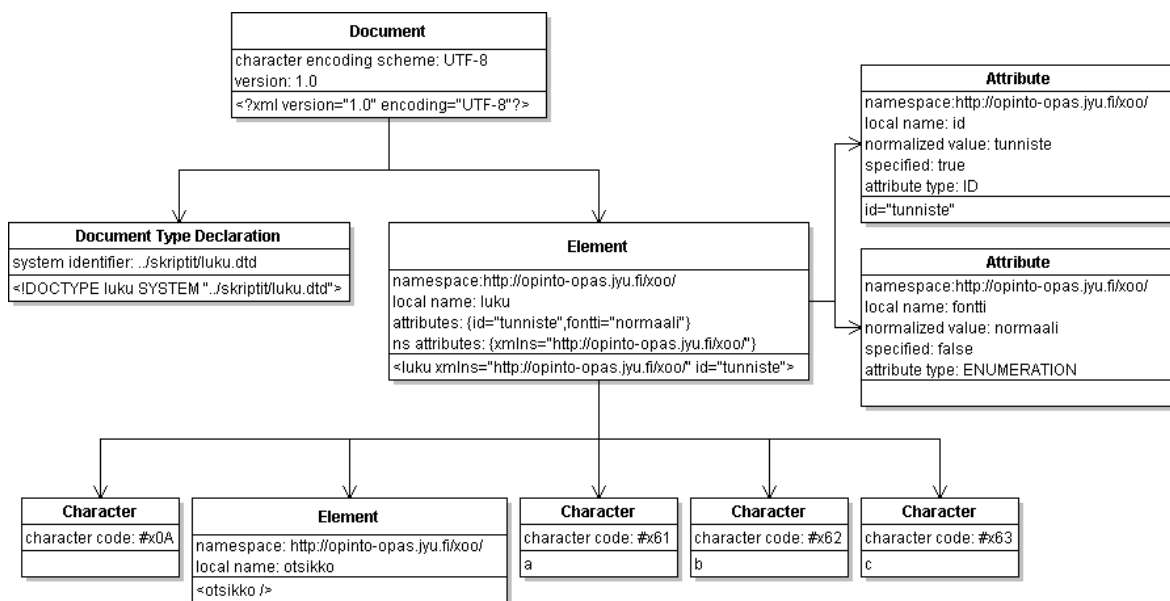 Document
character encoding scheme: UTF-8
version: 1.0
<?xml version="1.0" encoding="UTF-8"?>
Attribute
namespace:http://opinto-opas.jyu.fi/xoo/
local name: id
normalized value: tunniste
specified: true
attribute type: ID
id="tunniste"
Document Type Declaration
system identifier: ../skriptit/luku.dtd
<!DOCTYPE luku SYSTEM "../skriptit/luku.dtd">
Element
namespace:http://opinto-opas.jyu.fi/xoo/
local name: luku
attributes: {id="tunniste",fontti="normaali"}
ns attributes: {xmlns="http://opinto-opas.jyu.fi/xoo/"}
<luku xmlns="http://opinto-opas.jyu.fi/xoo/" id="tunniste">
Attribute
namespace:http://opinto-opas.jyu.fi/xoo/
local name: fontti
normalized value: normaali
specified: false
attribute type: ENUMERATION
Character
character code: #x0A
Element
namespace: http://opinto-opas.jyu.fi/xoo/
local name: otsikko
<otsikko />
Character
character code: #x61
a
Character
character code: #x62
b
Character
character code: #x63
c